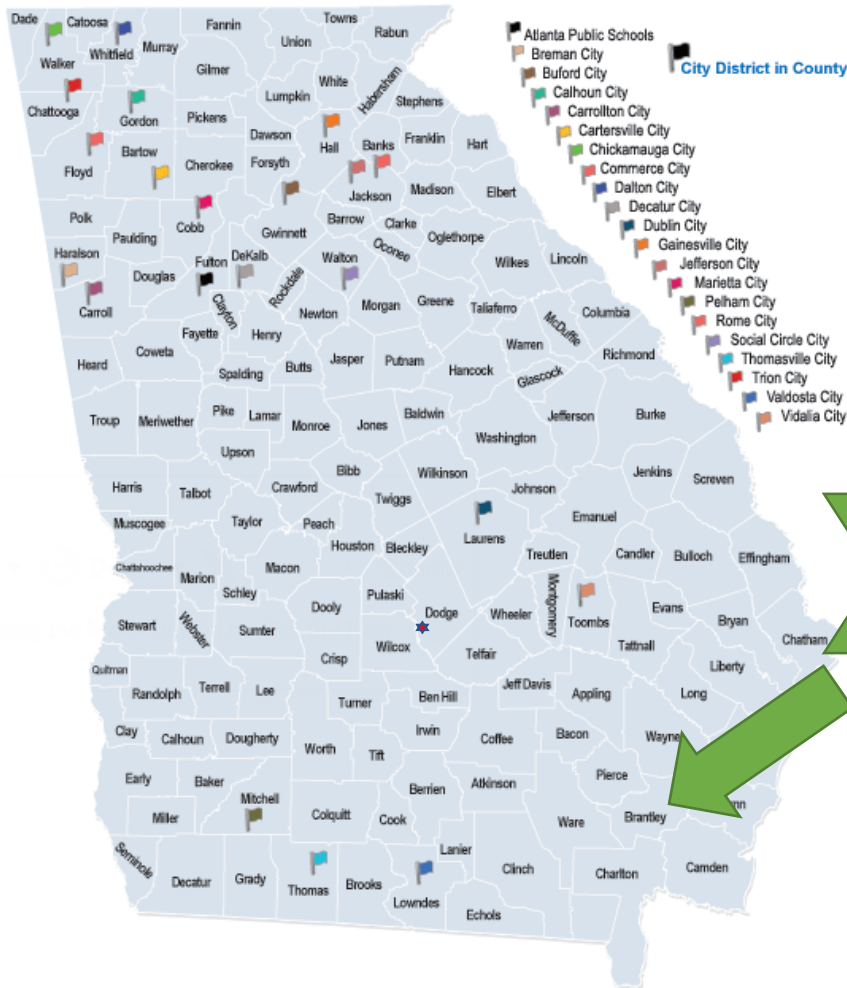 Dade
Catoosa
Fannin
Towns
Rabun
Whitfield
Murray
Union
Walker
Gilmer
White
Habersham
Chattooga
Gordon
Pickens
Lumpkin
Stephens
Dawson
Hall
Banks
Franklin
Hart
Floyd
Bartow
Cherokee
Forsyth
Jackson
Madison
Elbert
Polk
Paulding
Cobb
Gwinnett
Barrow
Clarke
Oconee
Oglethorpe
Haralson
Douglas
Fulton
DeKalb
Rockdale
Walton
Wilkes
Lincoln
Carroll
Clayton
Newton
Morgan
Greene
Taliaferro
McDuffie
Columbia
Fayette
Henry
Heard
Coweta
Spalding
Butts
Jasper
Putnam
Hancock
Warren
Glascock
Richmond
Troup
Meriwether
Pike
Lamar
Monroe
Jones
Baldwin
Washington
Jefferson
Burke
Upson
Bibb
Wilkinson
Jenkins
Screven
Harris
Talbot
Crawford
Twiggs
Johnson
Emanuel
Muscogee
Taylor
Peach
Houston
Bleckley
Laurens
Treutlen
Candler
Bulloch
Effingham
Chattahoochee
Marion
Macon
Schley
Dooly
Pulaski
Dodge
Wheeler
Montgomery
Toombs
Evans
Bryan
Stewart
Webster
Sumter
Wilcox
Telfair
Tattnall
Chatham
Quitman
Crisp
Liberty
Randolph
Terrell
Lee
Turner
Ben Hill
Jeff Davis
Appling
Long
Clay
Calhoun
Dougherty
Worth
Tift
Irwin
Coffee
Bacon
Wayne
Early
Baker
Berrien
Atkinson
Pierce
Miller
Mitchell
Colquitt
Cook
Ware
Brantley
Seminole
Decatur
Grady
Thomas
Brooks
Lanier
Lowndes
Clinch
Echols
Charlton
Camden
Atlanta Public Schools
Breman City
Buford City
Calhoun City
Carrollton City
Cartersville City
Chickamauga City
Commerce City
Dalton City
Decatur City
Dublin City
Gainesville City
Jefferson City
Marietta City
Pelham City
Rome City
Social Circle City
Thomasville City
Trion City
Valdosta City
Vidalia City
City District in County